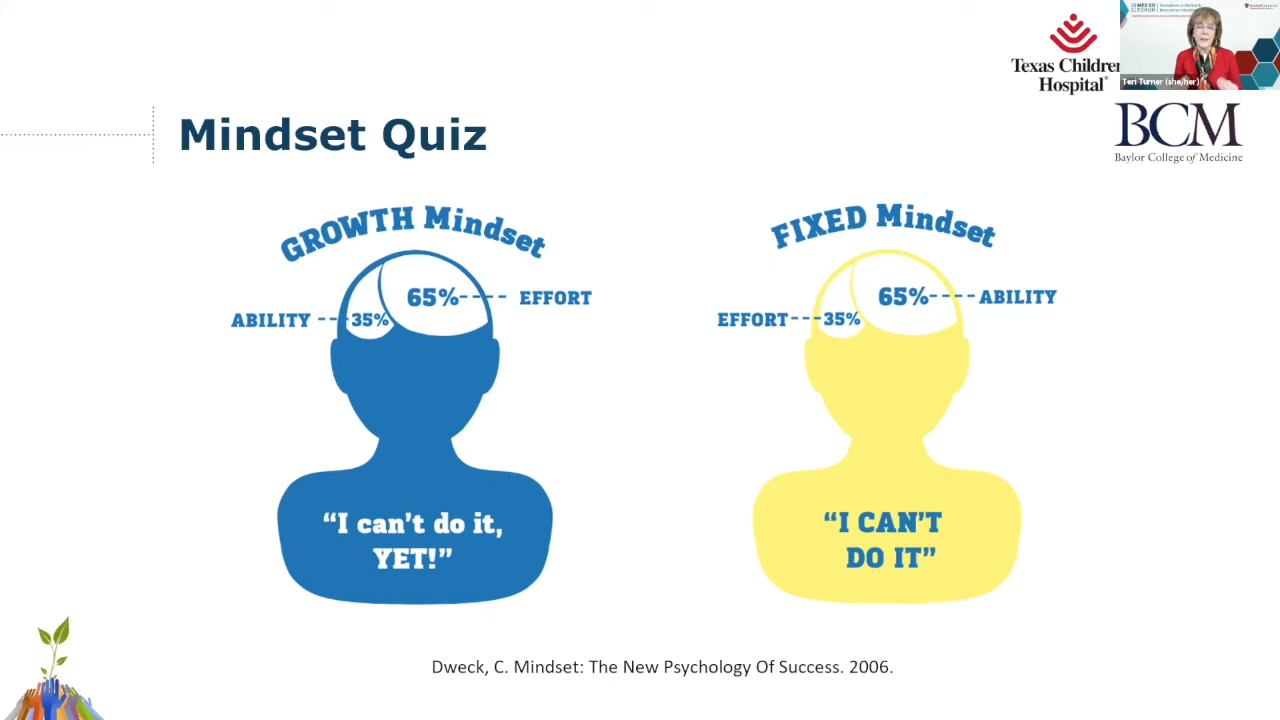 Texas Children
Hospital
Teri Turner (she/her)
BCM
Baylor College of Medicine
Mindset Quiz
GROWTH Mindset
65%
EFFORT
ABILITY
35%
"I can't do it,
YET!"
FIXED Mindset
65%
ABILITY
EFFORT
35%
"I CAN'T
DO IT"
Dweck, C. Mindset: The New Psychology Of Success. 2006.